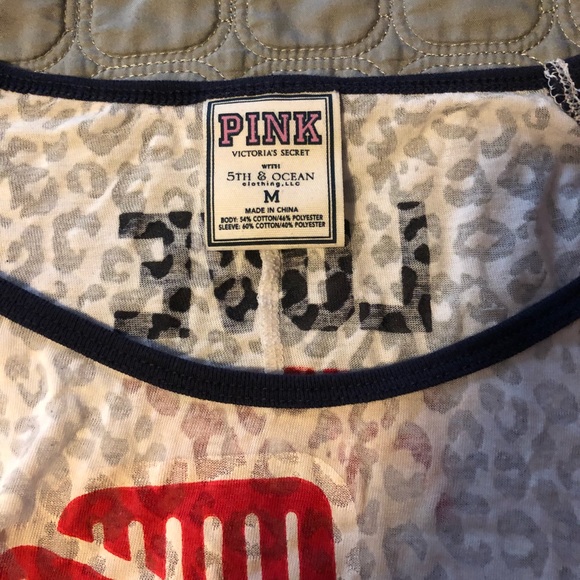 PINK
VICTORIA'S SECRET
WITH
5TH & OCEAN
clothing, LLC
M
MADE IN CHINA
BODY: 54% COTTON/46% POLYESTER
SLEEVE: 60% COTTON/40% POLYESTER